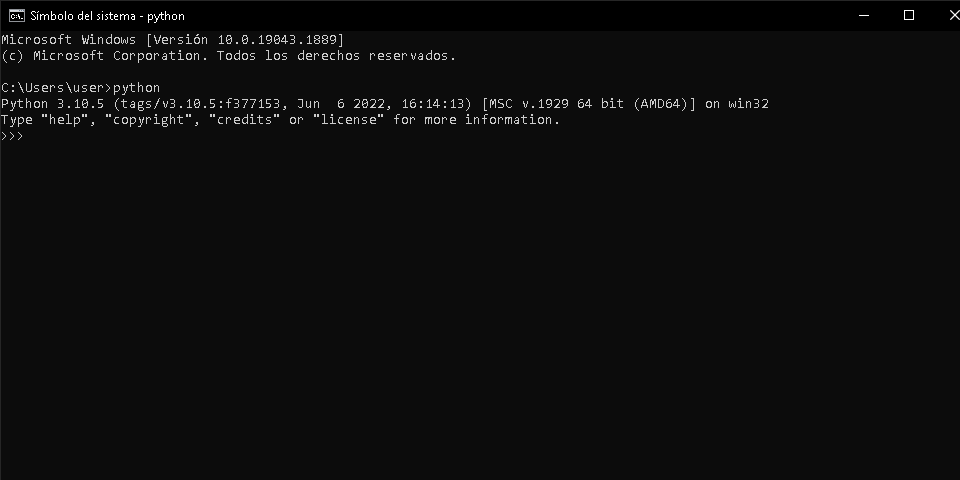 Símbolo del sistema - python
Microsoft Windows [Versión 10.0.19043.1889]
(c) Microsoft Corporation. Todos los derechos reservados.
C:\Users\user>python
Python 3.10.5 (tags/v3.10.5:f377153, Jun  6 2022, 16:14:13) [MSC v.1929 64 bit (AMD64)] on win32
Type "help", "copyright", "credits" or "license" for more information.
>>>